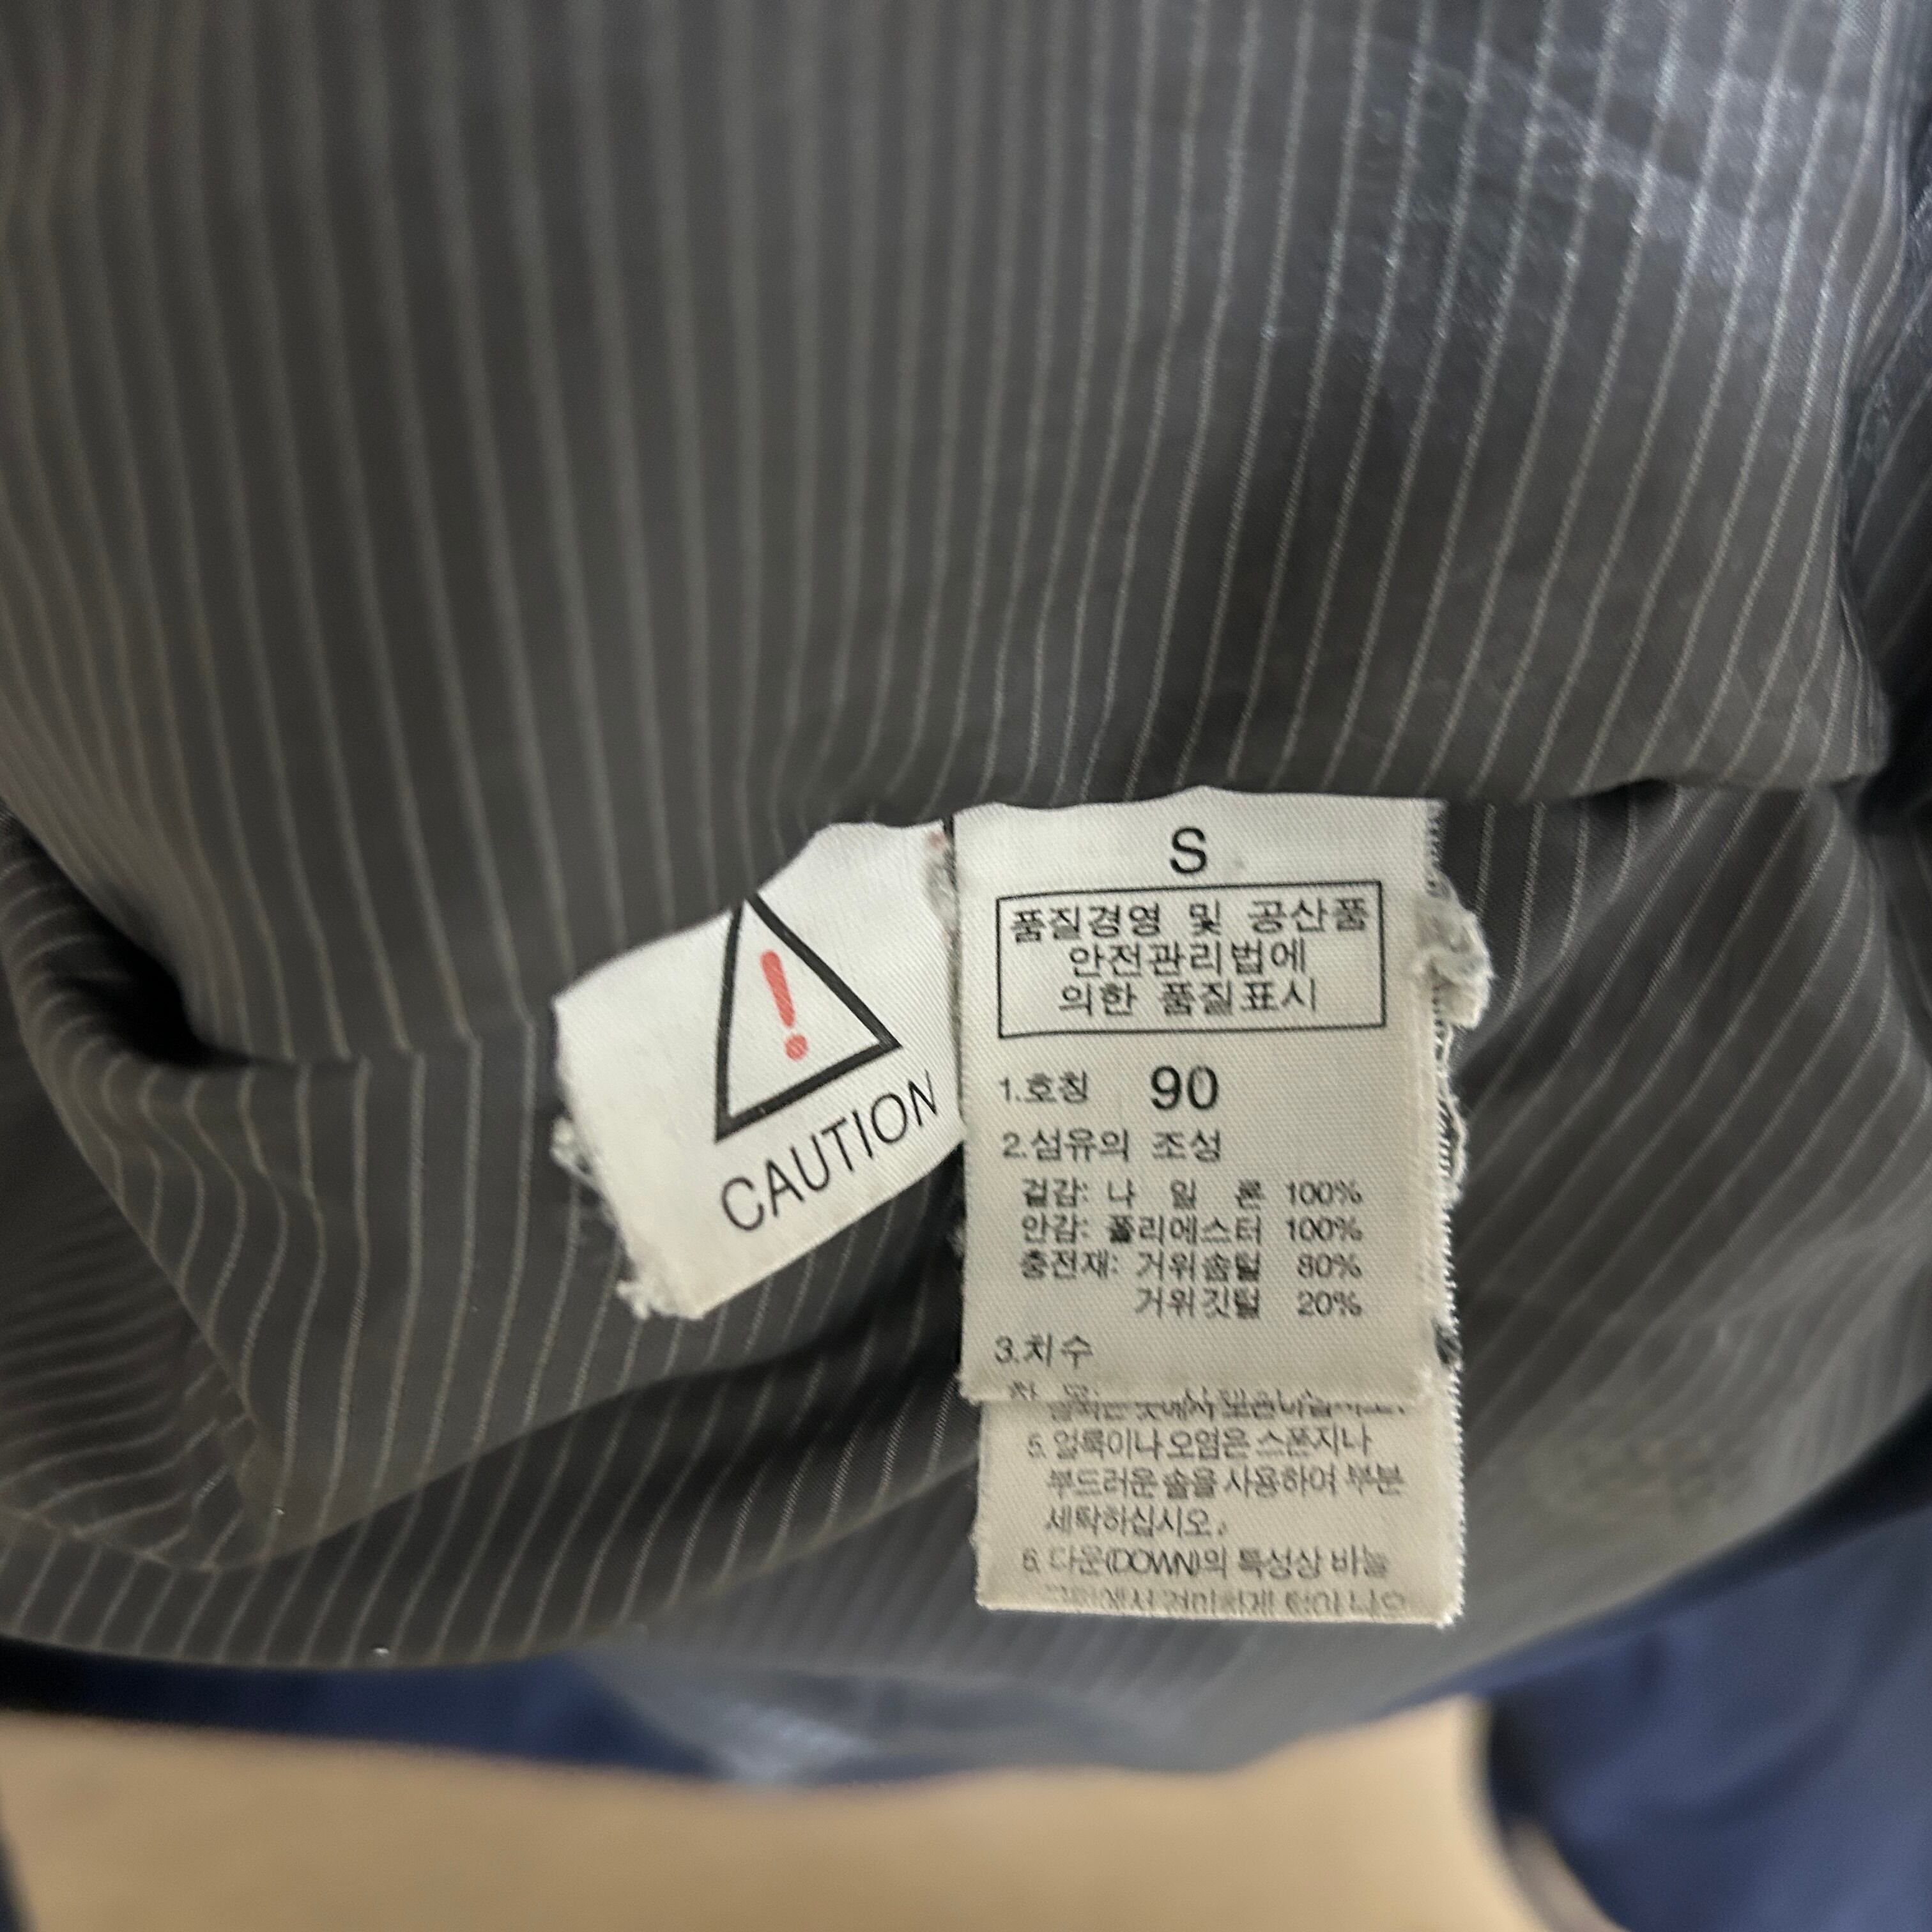 CAUTION
S
품질경영 및 공산품
안전관리법에
의한 품질표시
1.호칭 90
2.섬유의 조성
겉감: 나 일 론 100%
안감: 폴리에스터 100%
충전재: 거위솜털 80%
거위깃털 20%
3.치수
5. 얼룩이나 오염은 스폰지나
부드러운 솔을 사용하여 부분
세탁하십시오.
6. 다운(DOWN)의 특성상 바늘